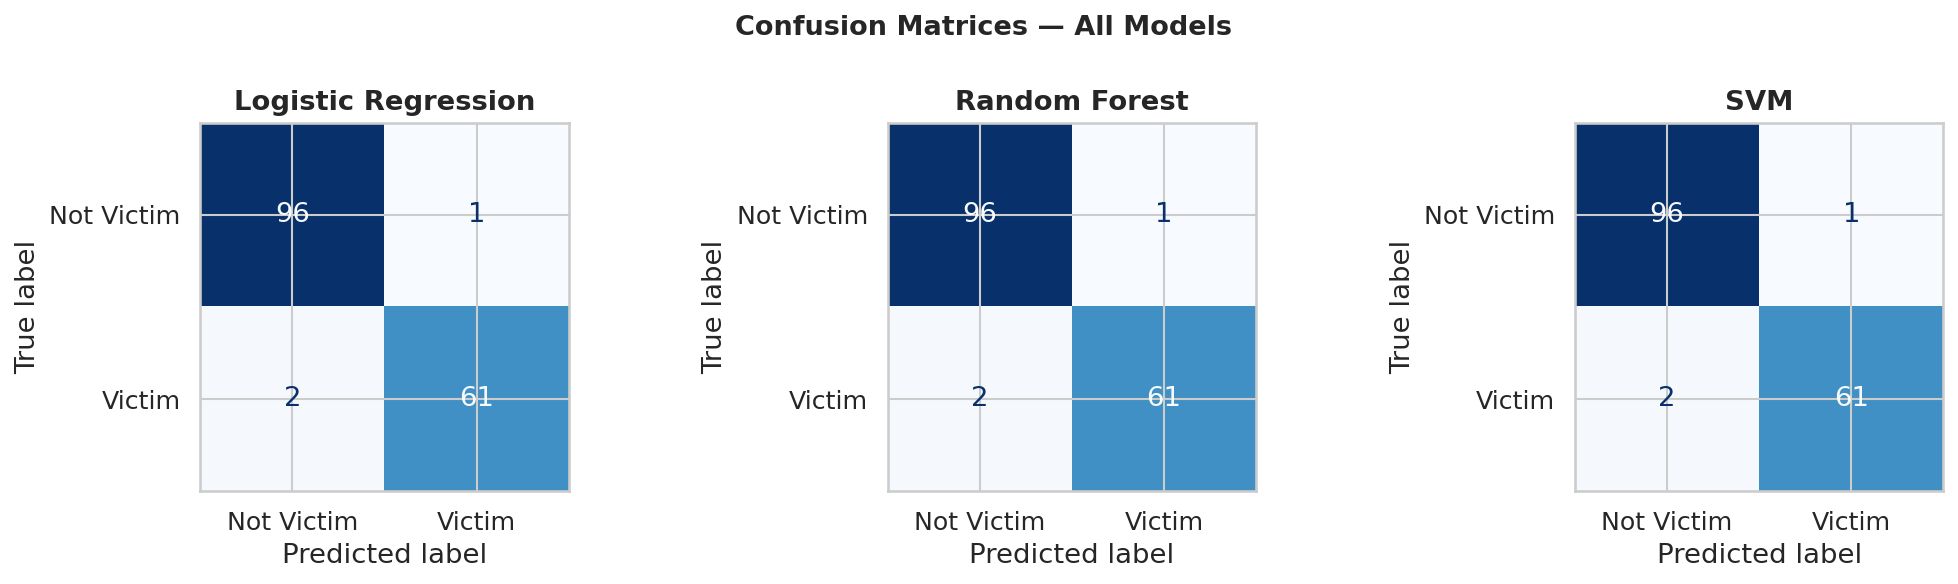 Confusion Matrices — All Models
Logistic Regression
True label
Not Victim
96
1
Victim
2
61
Not Victim
Victim
Predicted label
Random Forest
True label
Not Victim
96
1
Victim
2
61
Not Victim
Victim
Predicted label
SVM
True label
Not Victim
96
1
Victim
2
61
Not Victim
Victim
Predicted label